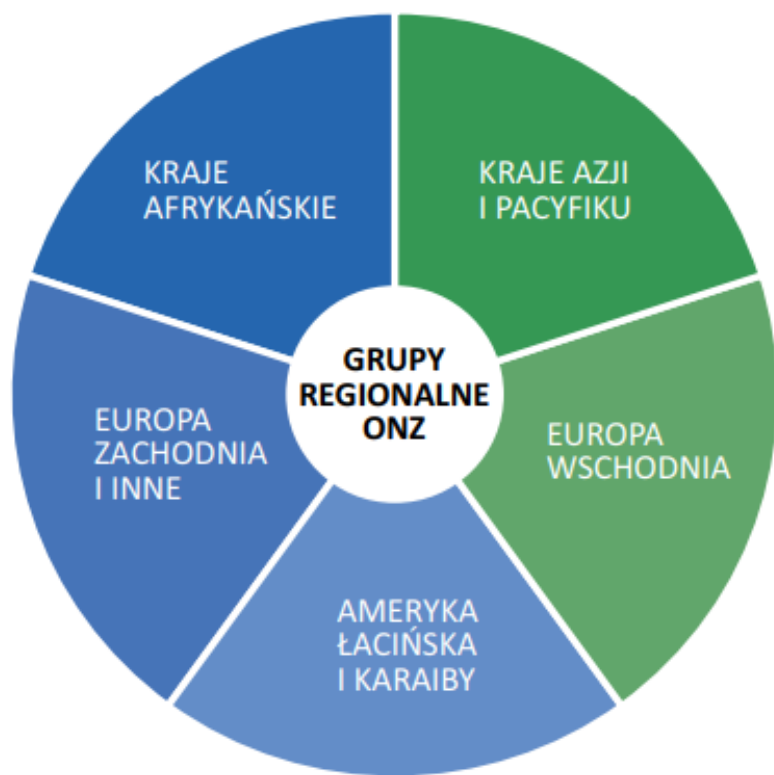 KRAJE
AFRYKAŃSKIE
KRAJE AZJI
I PACYFIKU
GRUPY
REGIONALNE
ONZ
EUROPA
ZACHODNIA
I INNE
EUROPA
WSCHODNIA
AMERYKA
ŁACIŃSKA
I KARAIBY